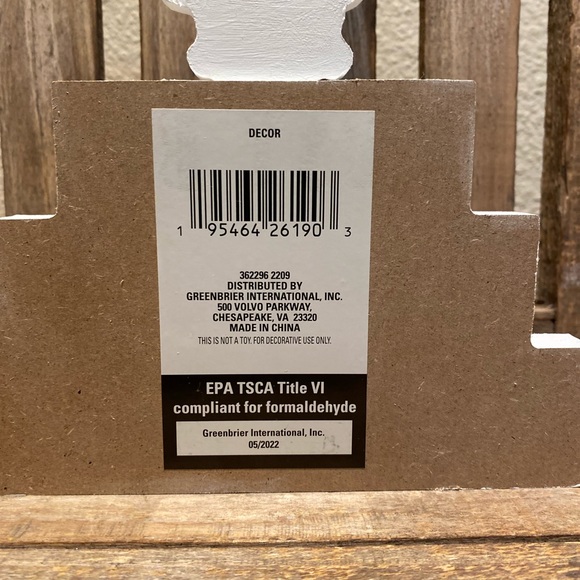 DECOR
1 95464 26190 3
362296 2209
DISTRIBUTED BY
GREENBRIER INTERNATIONAL, INC.
500 VOLVO PARKWAY,
CHESAPEAKE, VA 23320
MADE IN CHINA
THIS IS NOT A TOY. FOR DECORATIVE USE ONLY.
EPA TSCA Title VI
compliant for formaldehyde
Greenbrier International, Inc.
05/2022